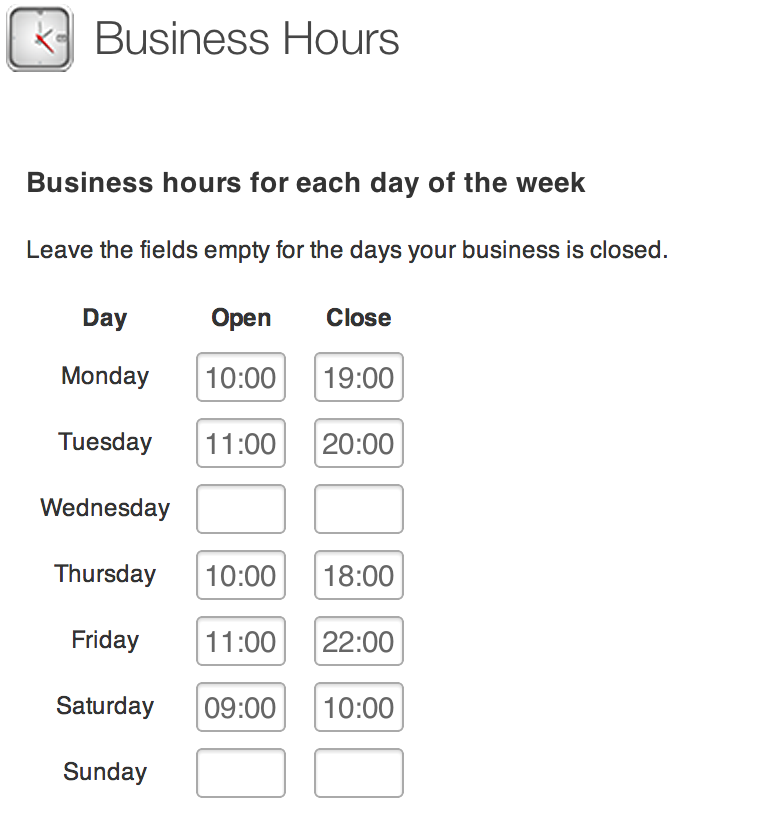 Business Hours
Business hours for each day of the week
Leave the fields empty for the days your business is closed.
Day Open Close
Monday 10:00 19:00
Tuesday 11:00 20:00
Wednesday
Thursday 10:00 18:00
Friday 11:00 22:00
Saturday 09:00 10:00
Sunday